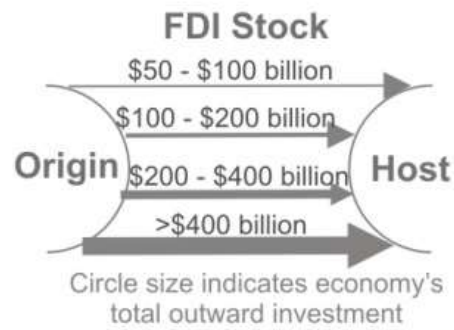 FDI Stock
$50 - $100 billion
$100 - $200 billion
Origin
$200 - $400 billion
Host
>$400 billion
Circle size indicates economy's
total outward investment